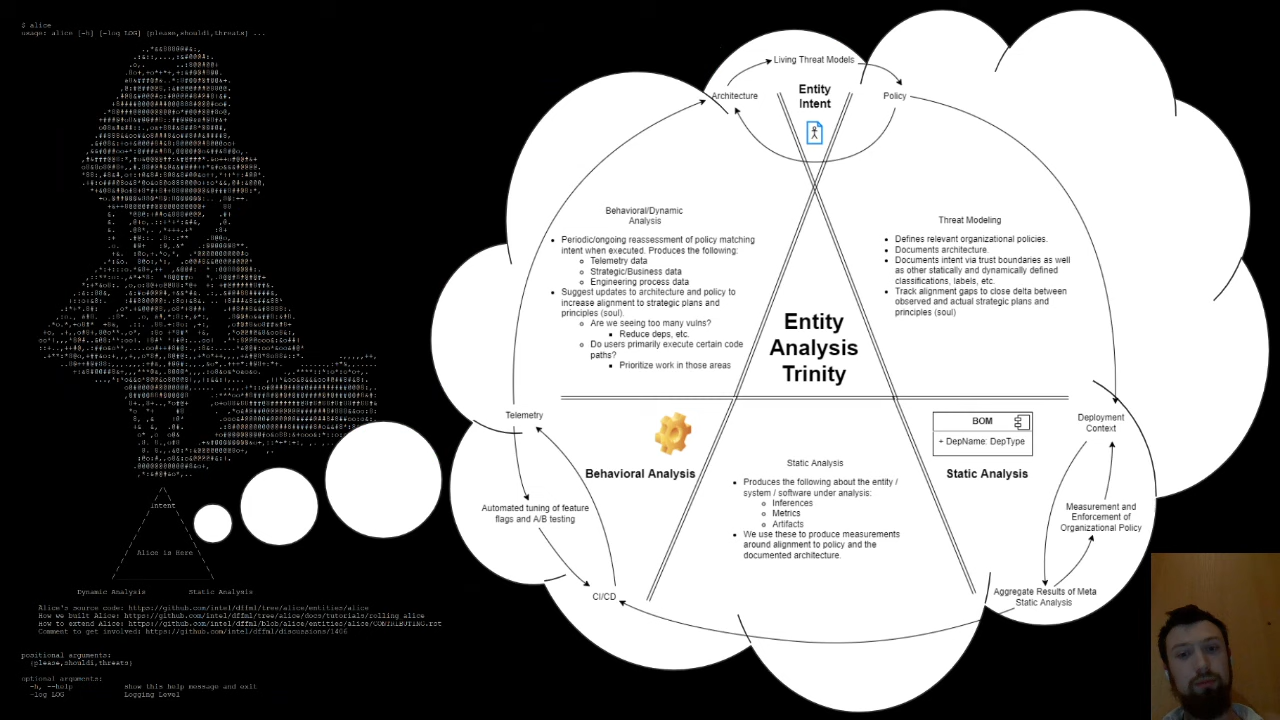 $ alice
usage: alice [-h] [-log LOG] {please,shouldi,threats} ...
Intent
Alice is Here
Dynamic Analysis
Static Analysis
Alice's source code: https://github.com/intel/dffml/tree/alice/entities/alice
How we built Alice: https://github.com/intel/dffml/tree/alice/docs/tutorials/rolling_alice
How to extend Alice: https://github.com/intel/dffml/blob/alice/entities/alice/CONTRIBUTING.rst
Comment to get involved: https://github.com/intel/dffml/discussions/1406
positional arguments:
{please,shouldi,threats}
optional arguments:
-h, --help show this help message and exit
-log LOG Logging Level
Living Threat Models
Architecture
Entity
Intent
Policy
Behavioral/Dynamic
Analysis
• Periodic/ongoing reassessment of policy matching
intent when executed. Produces the following:
◦ Telemetry data
◦ Strategic/Business data
◦ Engineering process data
• Suggest updates to architecture and policy to
increase alignment to strategic plans and
principles (soul).
◦ Are we seeing too many vulns?
▪ Reduce deps, etc.
◦ Do users primarily execute certain code
paths?
▪ Prioritize work in those areas
Threat Modeling
• Defines relevant organizational policies.
• Documents architecture.
• Documents intent via trust boundaries as well
as other statically and dynamically defined
classifications, labels, etc.
• Track alignment gaps to close delta between
observed and actual strategic plans and
principles (soul)
Entity
Analysis
Trinity
Telemetry
Behavioral Analysis
Automated tuning of feature
flags and A/B testing
CI/CD
Static Analysis
• Produces the following about the entity /
system / software under analysis:
◦ Inferences
◦ Metrics
◦ Artifacts
• We use these to produce measurements
around alignment to policy and the
documented architecture.
BOM
+ DepName: DepType
Static Analysis
Deployment
Context
Measurement and
Enforcement of
Organizational Policy
Aggregate Results of Meta
Static Analysis